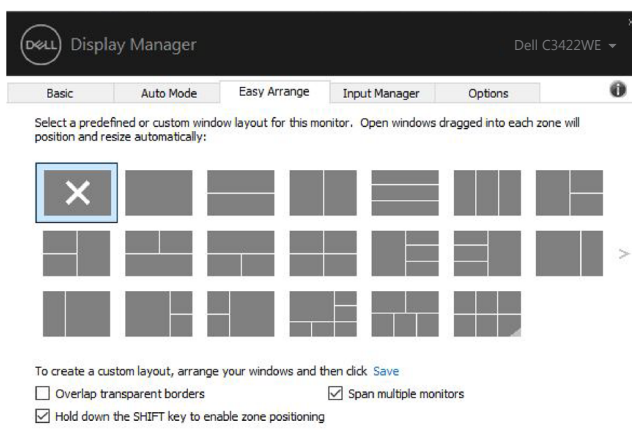 DELL Display Manager Dell C3422WE
Basic Auto Mode Easy Arrange Input Manager Options
Select a predefined or custom window layout for this monitor. Open windows dragged into each zone will
position and resize automatically:
To create a custom layout, arrange your windows and then click Save
Overlap transparent borders Span multiple monitors
Hold down the SHIFT key to enable zone positioning